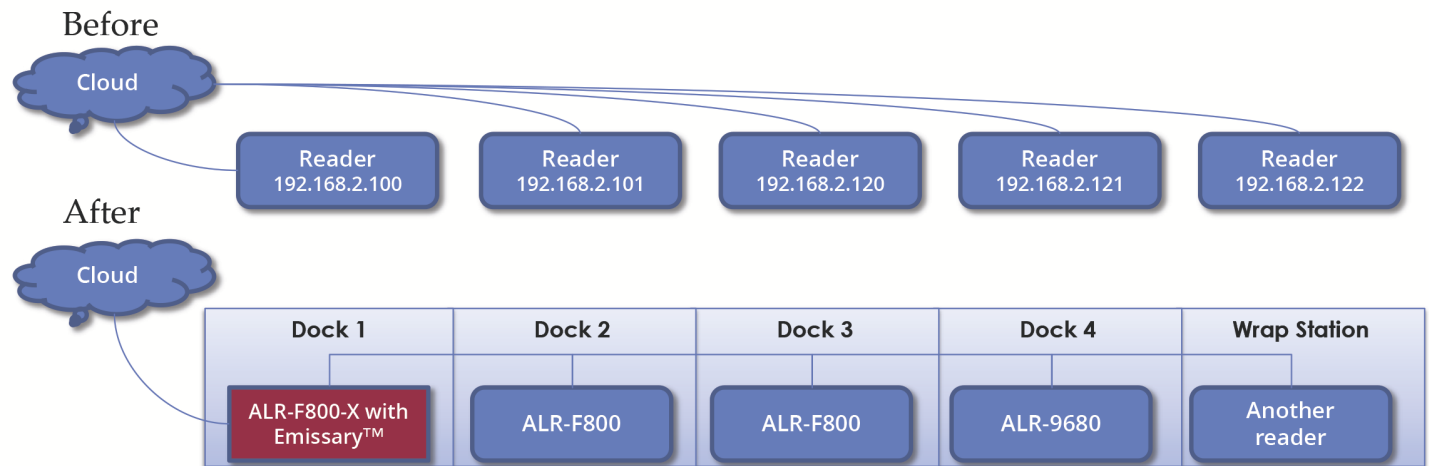 Before
Cloud
Reader
192.168.2.100
Reader
192.168.2.101
Reader
192.168.2.120
Reader
192.168.2.121
Reader
192.168.2.122
After
Cloud
Dock 1
Dock 2
Dock 3
Dock 4
Wrap Station
ALR-F800-X with
Emissary™
ALR-F800
ALR-F800
ALR-9680
Another
reader